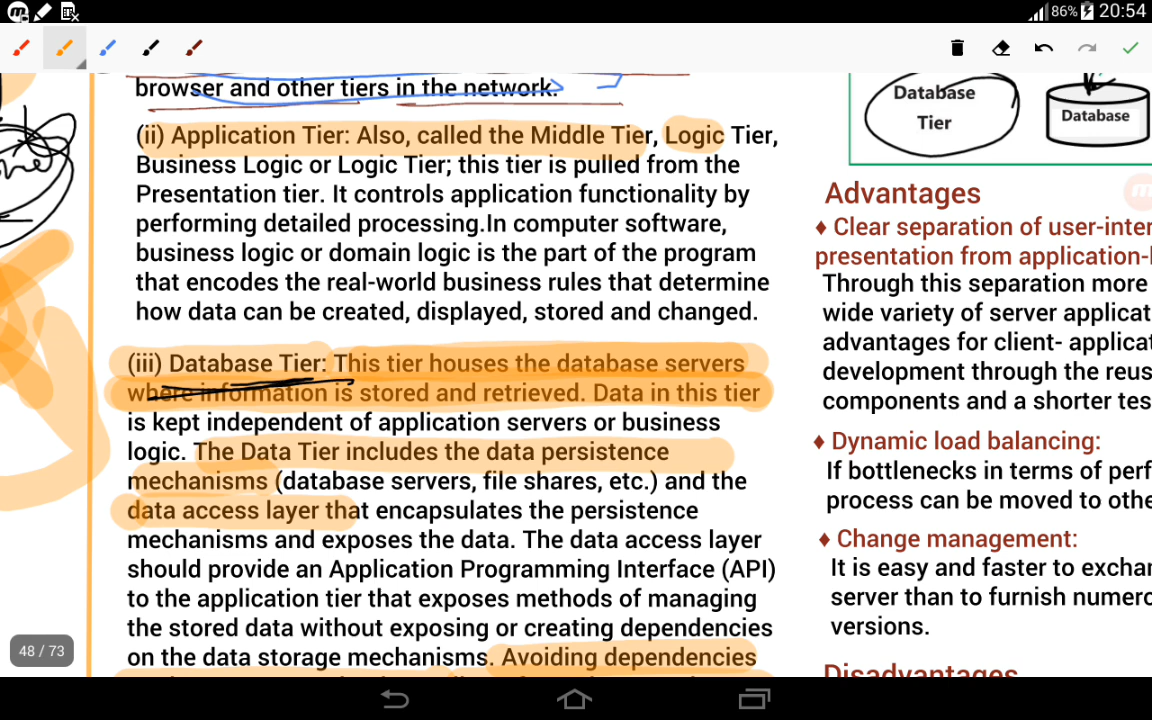 86% 20:54
browser and other tiers in the network.
(ii) Application Tier: Also, called the Middle Tier, Logic Tier,
Business Logic or Logic Tier; this tier is pulled from the
Presentation tier. It controls application functionality by
performing detailed processing.In computer software,
business logic or domain logic is the part of the program
that encodes the real-world business rules that determine
how data can be created, displayed, stored and changed.
(iii) Database Tier: This tier houses the database servers
where information is stored and retrieved. Data in this tier
is kept independent of application servers or business
logic. The Data Tier includes the data persistence
mechanisms (database servers, file shares, etc.) and the
data access layer that encapsulates the persistence
mechanisms and exposes the data. The data access layer
should provide an Application Programming Interface (API)
to the application tier that exposes methods of managing
the stored data without exposing or creating dependencies
on the data storage mechanisms. Avoiding dependencies
48 / 73
Database
Tier
Database
Advantages
♦ Clear separation of user-inter
presentation from application-l
Through this separation more
wide variety of server applicat
advantages for client- applicat
development through the reus
components and a shorter tes
♦ Dynamic load balancing:
If bottlenecks in terms of perf
process can be moved to othe
♦ Change management:
It is easy and faster to exchan
server than to furnish numero
versions.
Disadvantages